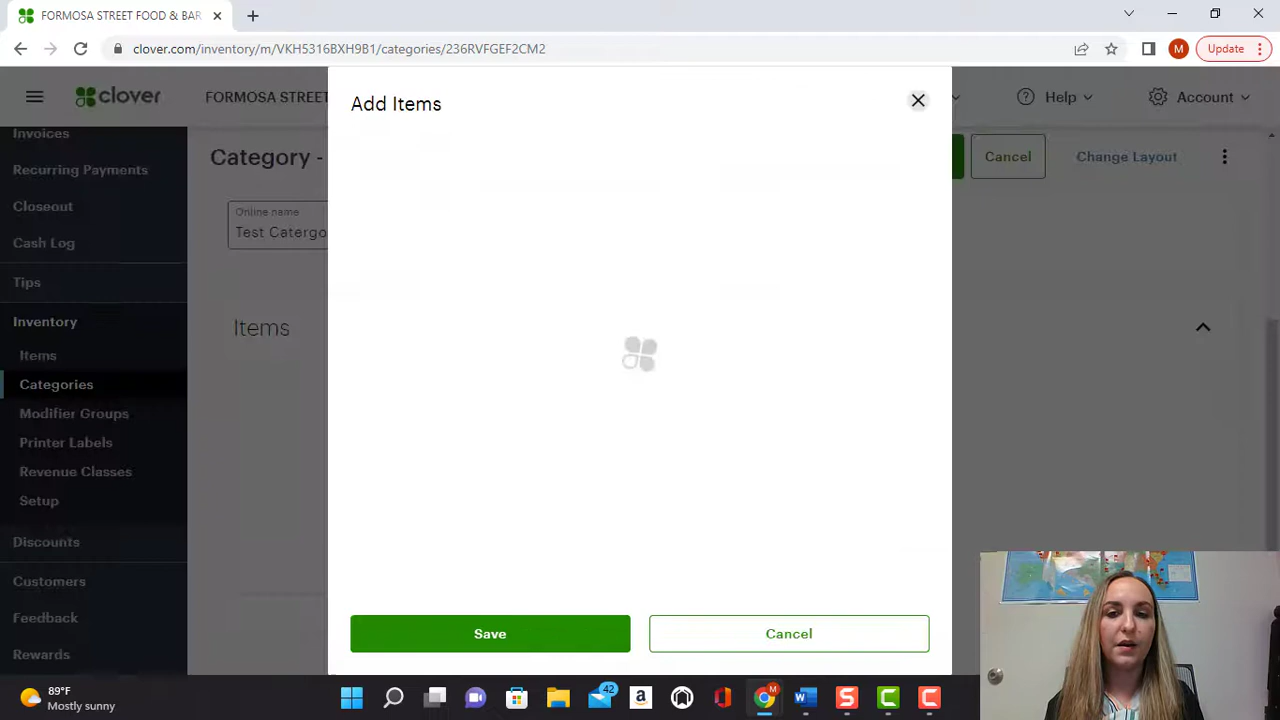 FORMOSA STREET FOOD & BAR
clover.com/inventory/m/VKH5316BXH9B1/categories/236RVFGEF2CM2
M
Update
clover
FORMOSA STREET
Help
Account
Add Items
Invoices
Recurring Payments
Closeout
Cash Log
Tips
Inventory
Items
Categories
Modifier Groups
Printer Labels
Revenue Classes
Setup
Discounts
Customers
Feedback
Rewards
Category -
Cancel
Change Layout
Online name
Test Catergo
Items
Save
Cancel
89°F
Mostly sunny
42
a
M
W
S
C
C